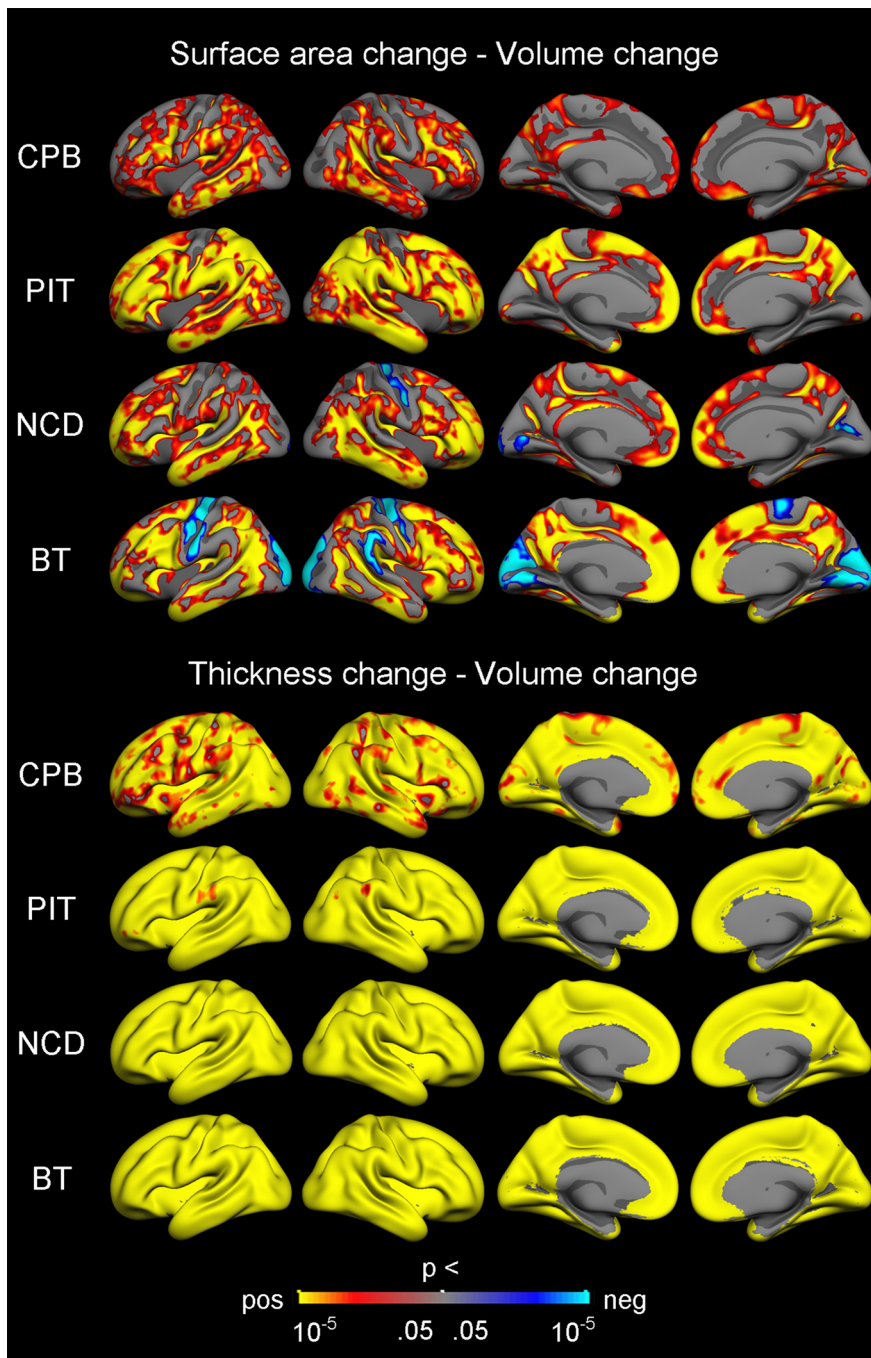 Surface area change - Volume change
CPB
PIT
NCD
BT
Thickness change - Volume change
CPB
PIT
NCD
BT
p <
pos neg
10⁻⁵ .05 .05 10⁻⁵